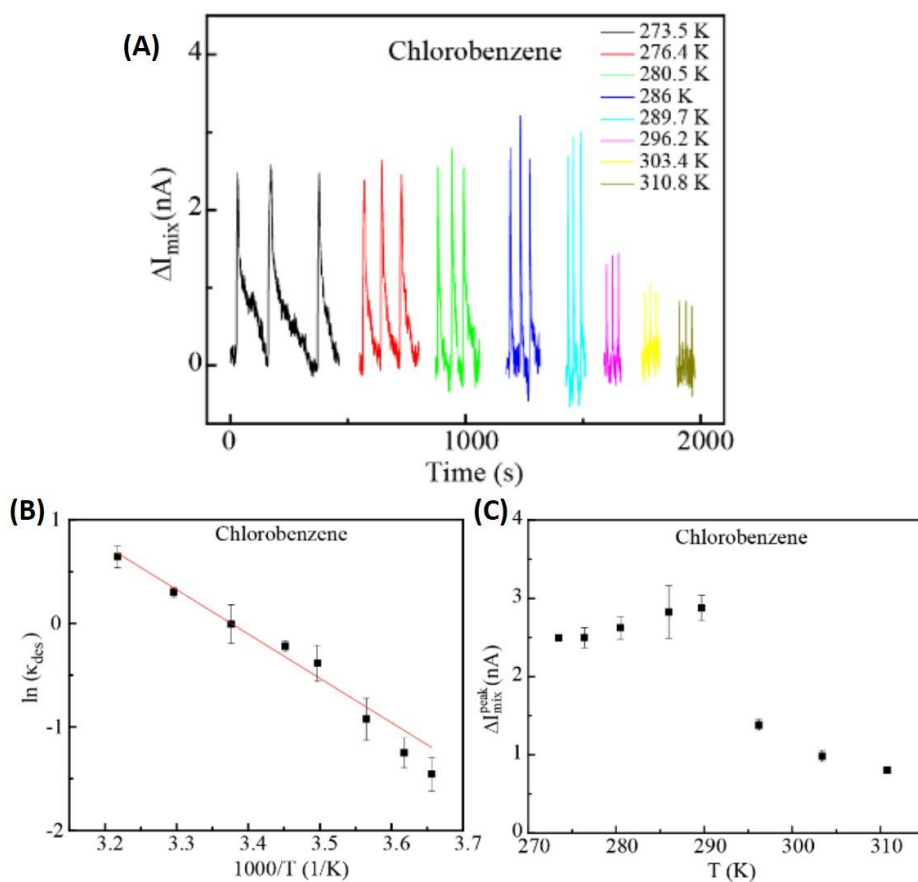 (A)
Chlorobenzene
273.5 K
276.4 K
280.5 K
286 K
289.7 K
296.2 K
303.4 K
310.8 K
4
2
0
ΔI_mix(nA)
0
1000
2000
Time (s)
(B)
Chlorobenzene
1
0
-1
-2
ln (κ_des)
3.2
3.3
3.4
3.5
3.6
3.7
1000/T (1/K)
(C)
Chlorobenzene
4
3
2
1
0
ΔI_mix^peak(nA)
270
280
290
300
310
T (K)